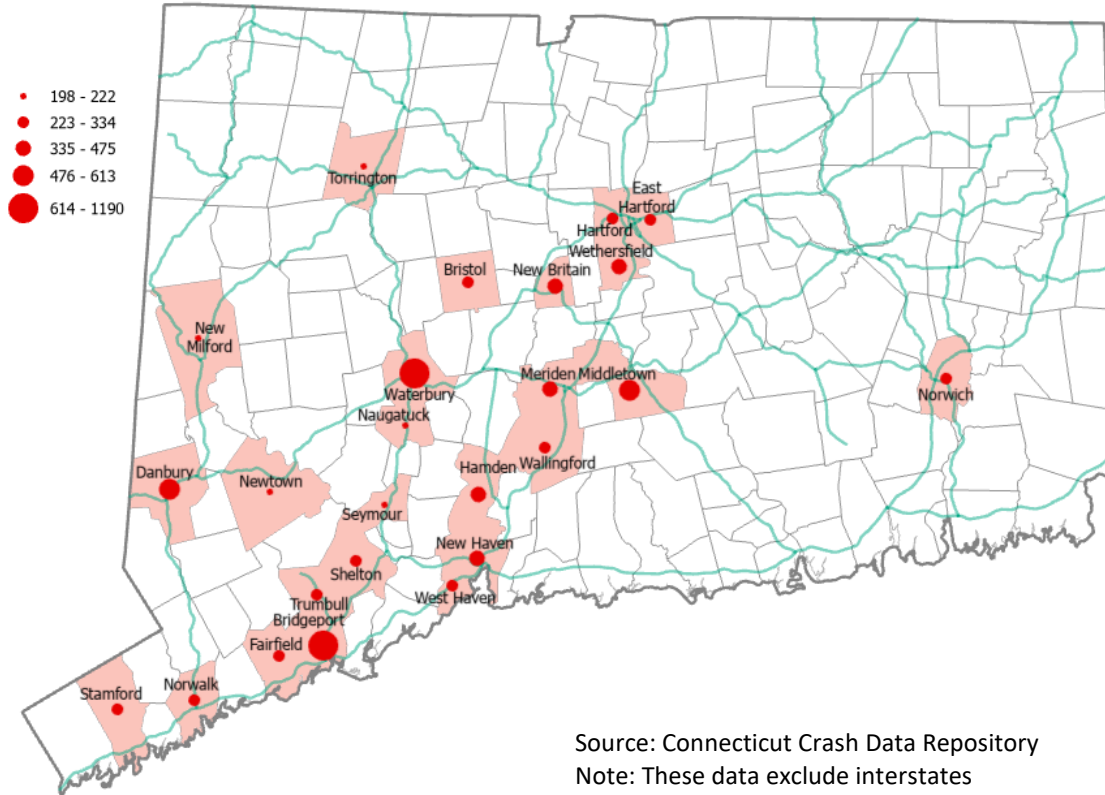 198 - 222
223 - 334
335 - 475
476 - 613
614 - 1190
Torrington
East
Hartford
Hartford
Wethersfield
Bristol
New Britain
New
Milford
Waterbury
Meriden
Middletown
Norwich
Naugatuck
Wallingford
Hamden
Danbury
Newtown
Seymour
New Haven
Shelton
West Haven
Trumbull
Bridgeport
Fairfield
Norwalk
Stamford
Source: Connecticut Crash Data Repository
Note: These data exclude interstates